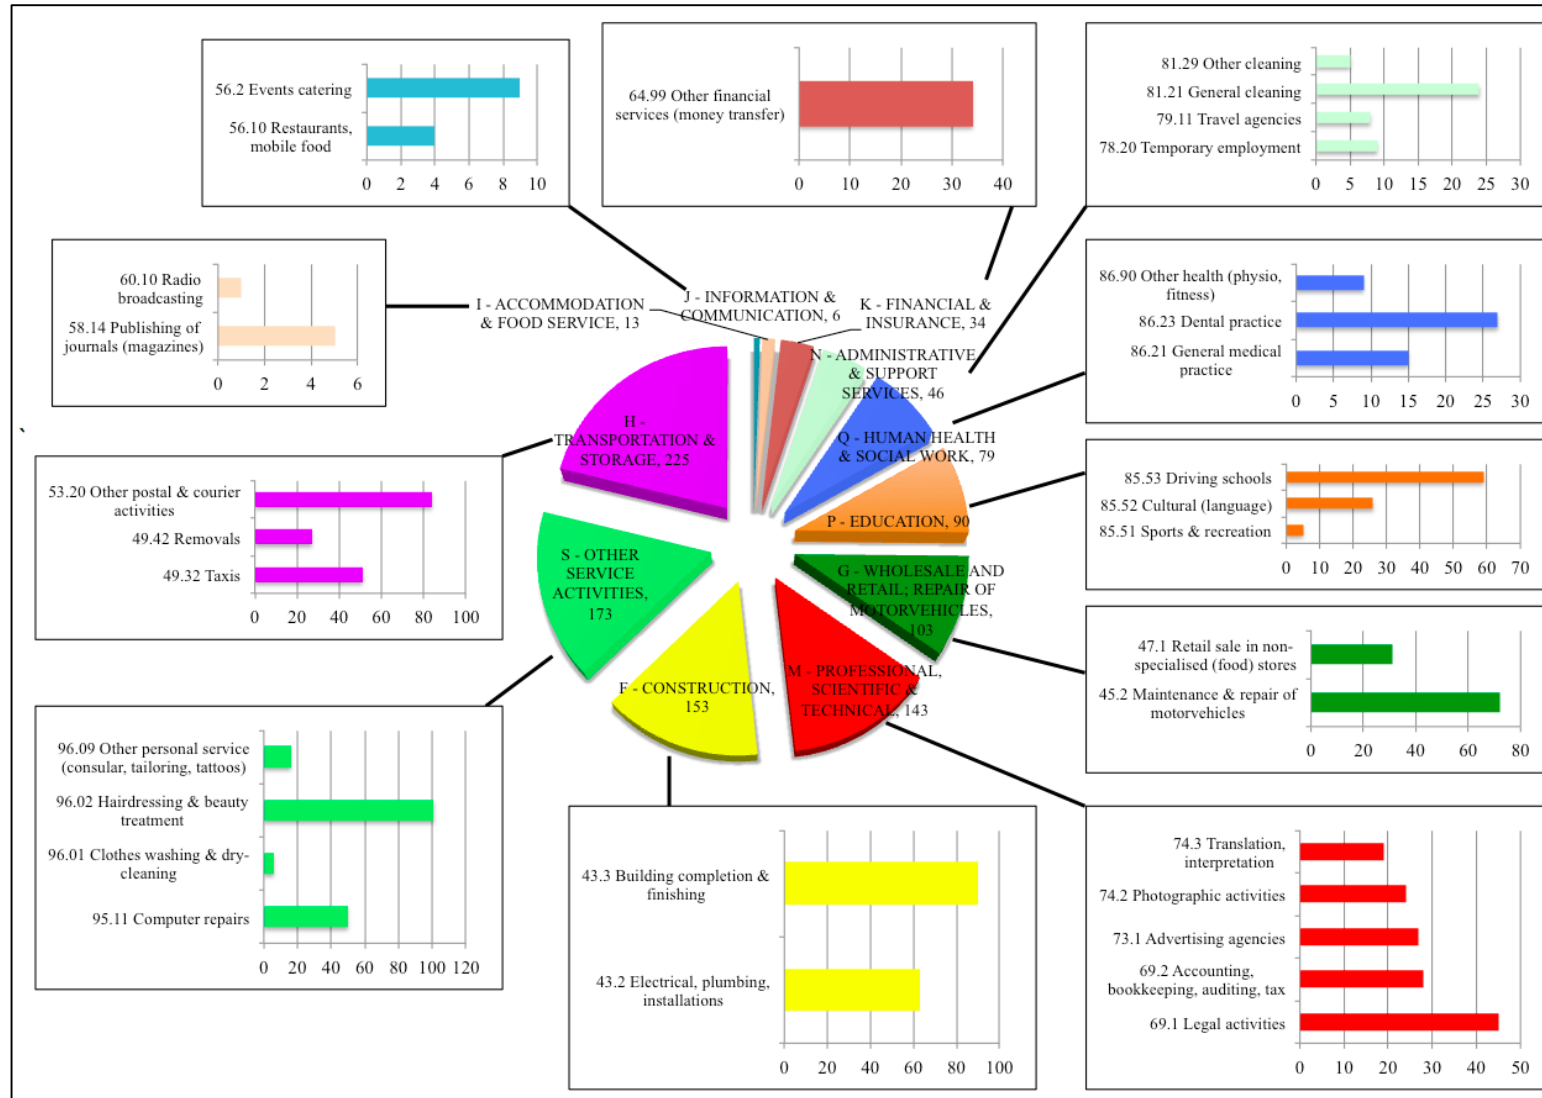 56.2 Events catering
56.10 Restaurants,
mobile food
0 2 4 6 8 10
64.99 Other financial
services (money transfer)
0 10 20 30 40
81.29 Other cleaning
81.21 General cleaning
79.11 Travel agencies
78.20 Temporary employment
0 5 10 15 20 25 30
60.10 Radio
broadcasting
58.14 Publishing of
journals (magazines)
0 2 4 6
I - ACCOMMODATION
& FOOD SERVICE, 13
J - INFORMATION &
COMMUNICATION, 6
K - FINANCIAL &
INSURANCE, 34
N - ADMINISTRATIVE
& SUPPORT
SERVICES, 46
86.90 Other health (physio,
fitness)
86.23 Dental practice
86.21 General medical
practice
0 5 10 15 20 25 30
`
H -
TRANSPORTATION &
STORAGE, 225
Q - HUMAN HEALTH
& SOCIAL WORK, 79
P - EDUCATION, 90
53.20 Other postal & courier
activities
49.42 Removals
49.32 Taxis
0 20 40 60 80 100
85.53 Driving schools
85.52 Cultural (language)
85.51 Sports & recreation
0 10 20 30 40 50 60 70
S - OTHER
SERVICE
ACTIVITIES,
173
G - WHOLESALE AND
RETAIL; REPAIR OF
MOTORVEHICLES,
103
47.1 Retail sale in non-
specialised (food) stores
45.2 Maintenance & repair of
motorvehicles
0 20 40 60 80
F - CONSTRUCTION,
153
M - PROFESSIONAL,
SCIENTIFIC &
TECHNICAL, 143
96.09 Other personal service
(consular, tailoring, tattoos)
96.02 Hairdressing & beauty
treatment
96.01 Clothes washing & dry-
cleaning
95.11 Computer repairs
0 20 40 60 80 100 120
43.3 Building completion &
finishing
43.2 Electrical, plumbing,
installations
0 20 40 60 80 100
74.3 Translation,
interpretation
74.2 Photographic activities
73.1 Advertising agencies
69.2 Accounting,
bookkeeping, auditing, tax
69.1 Legal activities
0 10 20 30 40 50